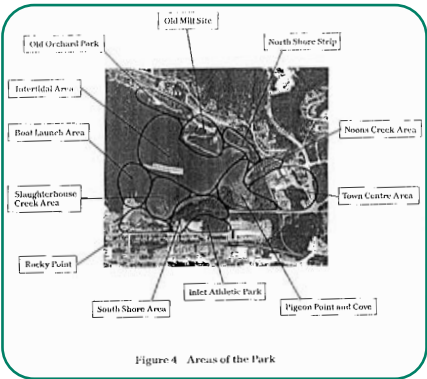 Old Mill Site
Old Orchard Park
North Shore Strip
Intertidal Area
Boat Launch Area
Noons Creek Area
Slaughterhouse
Creek Area
Town Centre Area
Rocky Point
Inlet Athletic Park
South Shore Area
Pigeon Point and Cove
Figure 4 Areas of the Park